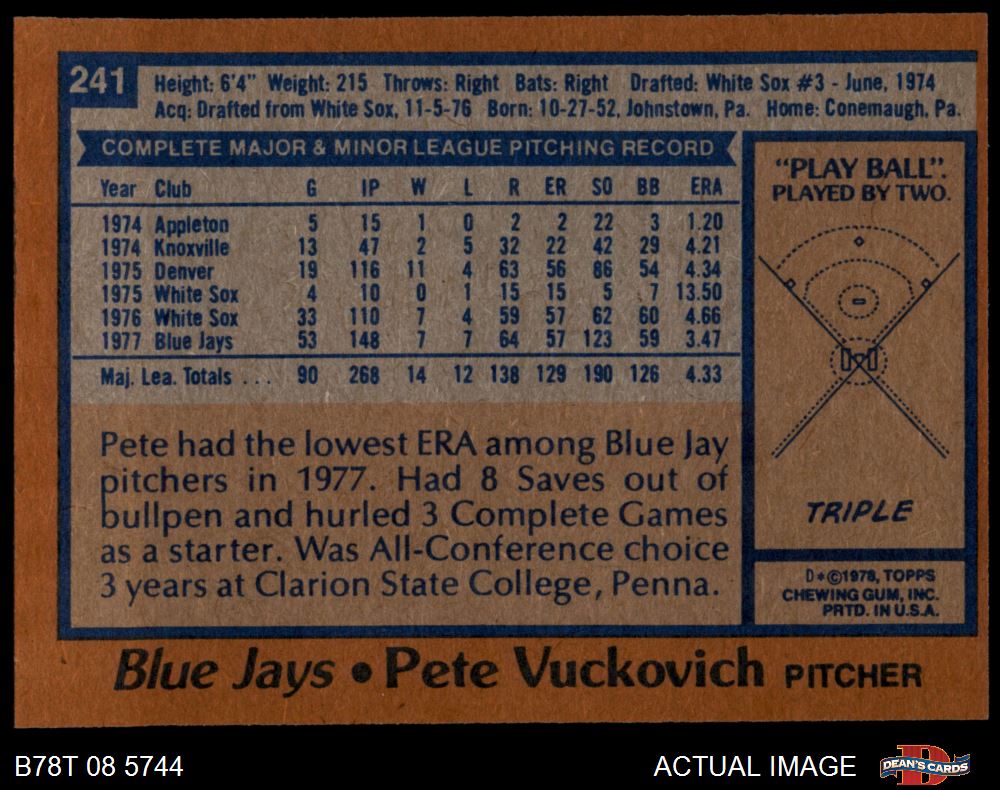 241
Height: 6'4" Weight: 215 Throws: Right Bats: Right Drafted: White Sox #3 - June, 1974
Acq: Drafted from White Sox, 11-5-76 Born: 10-27-52, Johnstown, Pa. Home: Conemaugh, Pa.
COMPLETE MAJOR & MINOR LEAGUE PITCHING RECORD
Year Club G IP W L R ER SO BB ERA
1974 Appleton 5 15 1 0 2 2 22 3 1.20
1974 Knoxville 13 47 2 5 32 22 42 29 4.21
1975 Denver 19 116 11 4 63 56 86 54 4.34
1975 White Sox 4 10 0 1 15 15 5 7 13.50
1976 White Sox 33 110 7 4 59 57 62 60 4.66
1977 Blue Jays 53 148 7 7 64 57 123 59 3.47
Maj. Lea. Totals ... 90 268 14 12 138 129 190 126 4.33
Pete had the lowest ERA among Blue Jay
pitchers in 1977. Had 8 Saves out of
bullpen and hurled 3 Complete Games
as a starter. Was All-Conference choice
3 years at Clarion State College, Penna.
"PLAY BALL".
PLAYED BY TWO.
TRIPLE
D*©1978, TOPPS
CHEWING GUM, INC.
PRTD. IN U.S.A.
Blue Jays • Pete Vuckovich PITCHER
B78T 08 5744
ACTUAL IMAGE
D
DEAN'S CARDS